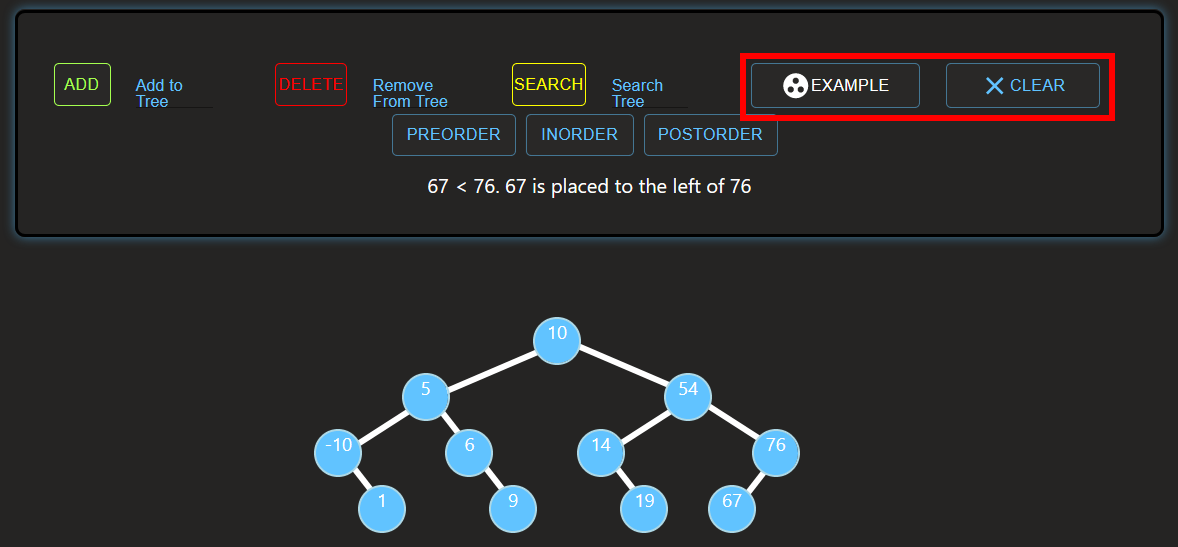 ADD Add to Tree DELETE Remove From Tree SEARCH Search Tree EXAMPLE CLEAR
PREORDER INORDER POSTORDER
67 < 76. 67 is placed to the left of 76
10
5 54
-10 6 14 76
1 9 19 67